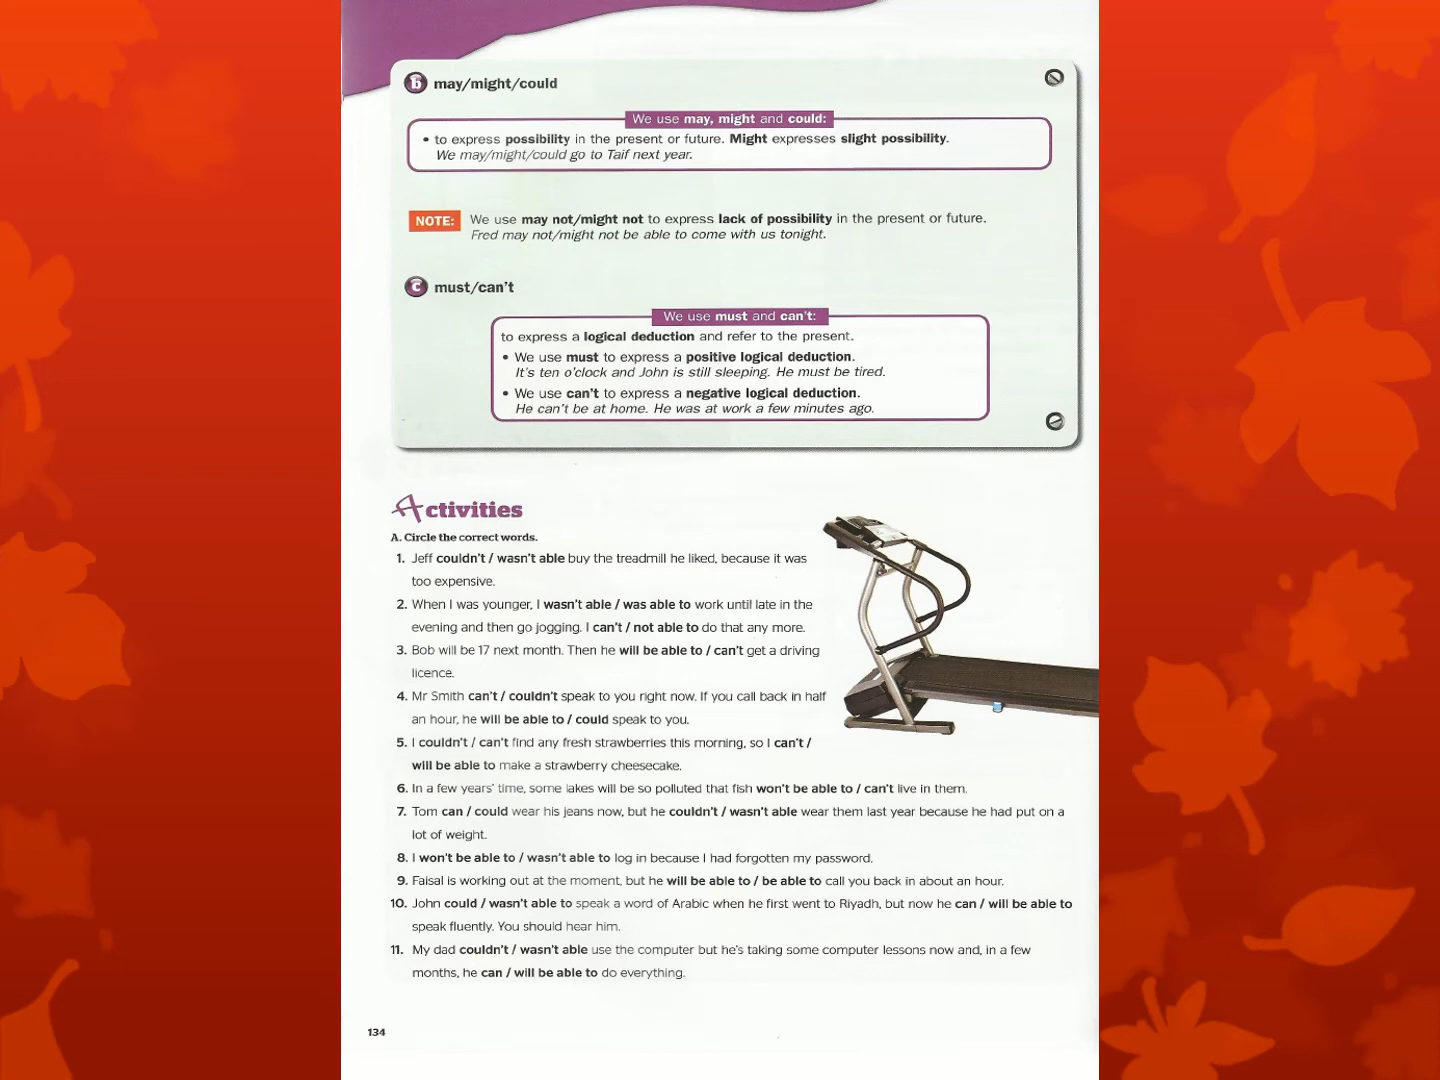 b may/might/could
We use may, might and could:
• to express possibility in the present or future. Might expresses slight possibility.
We may/might/could go to Taif next year.
NOTE: We use may not/might not to express lack of possibility in the present or future.
Fred may not/might not be able to come with us tonight.
c must/can't
We use must and can't:
to express a logical deduction and refer to the present.
• We use must to express a positive logical deduction.
It's ten o'clock and John is still sleeping. He must be tired.
• We use can't to express a negative logical deduction.
He can't be at home. He was at work a few minutes ago.
Activities
A. Circle the correct words.
1. Jeff couldn't / wasn't able buy the treadmill he liked, because it was
too expensive.
2. When I was younger, I wasn't able / was able to work until late in the
evening and then go jogging. I can't / not able to do that any more.
3. Bob will be 17 next month. Then he will be able to / can't get a driving
licence.
4. Mr Smith can't / couldn't speak to you right now. If you call back in half
an hour, he will be able to / could speak to you.
5. I couldn't / can't find any fresh strawberries this morning, so I can't /
will be able to make a strawberry cheesecake.
6. In a few years' time, some lakes will be so polluted that fish won't be able to / can't live in them.
7. Tom can / could wear his jeans now, but he couldn't / wasn't able wear them last year because he had put on a
lot of weight.
8. I won't be able to / wasn't able to log in because I had forgotten my password.
9. Faisal is working out at the moment, but he will be able to / be able to call you back in about an hour.
10. John could / wasn't able to speak a word of Arabic when he first went to Riyadh, but now he can / will be able to
speak fluently. You should hear him.
11. My dad couldn't / wasn't able use the computer but he's taking some computer lessons now and, in a few
months, he can / will be able to do everything.
134